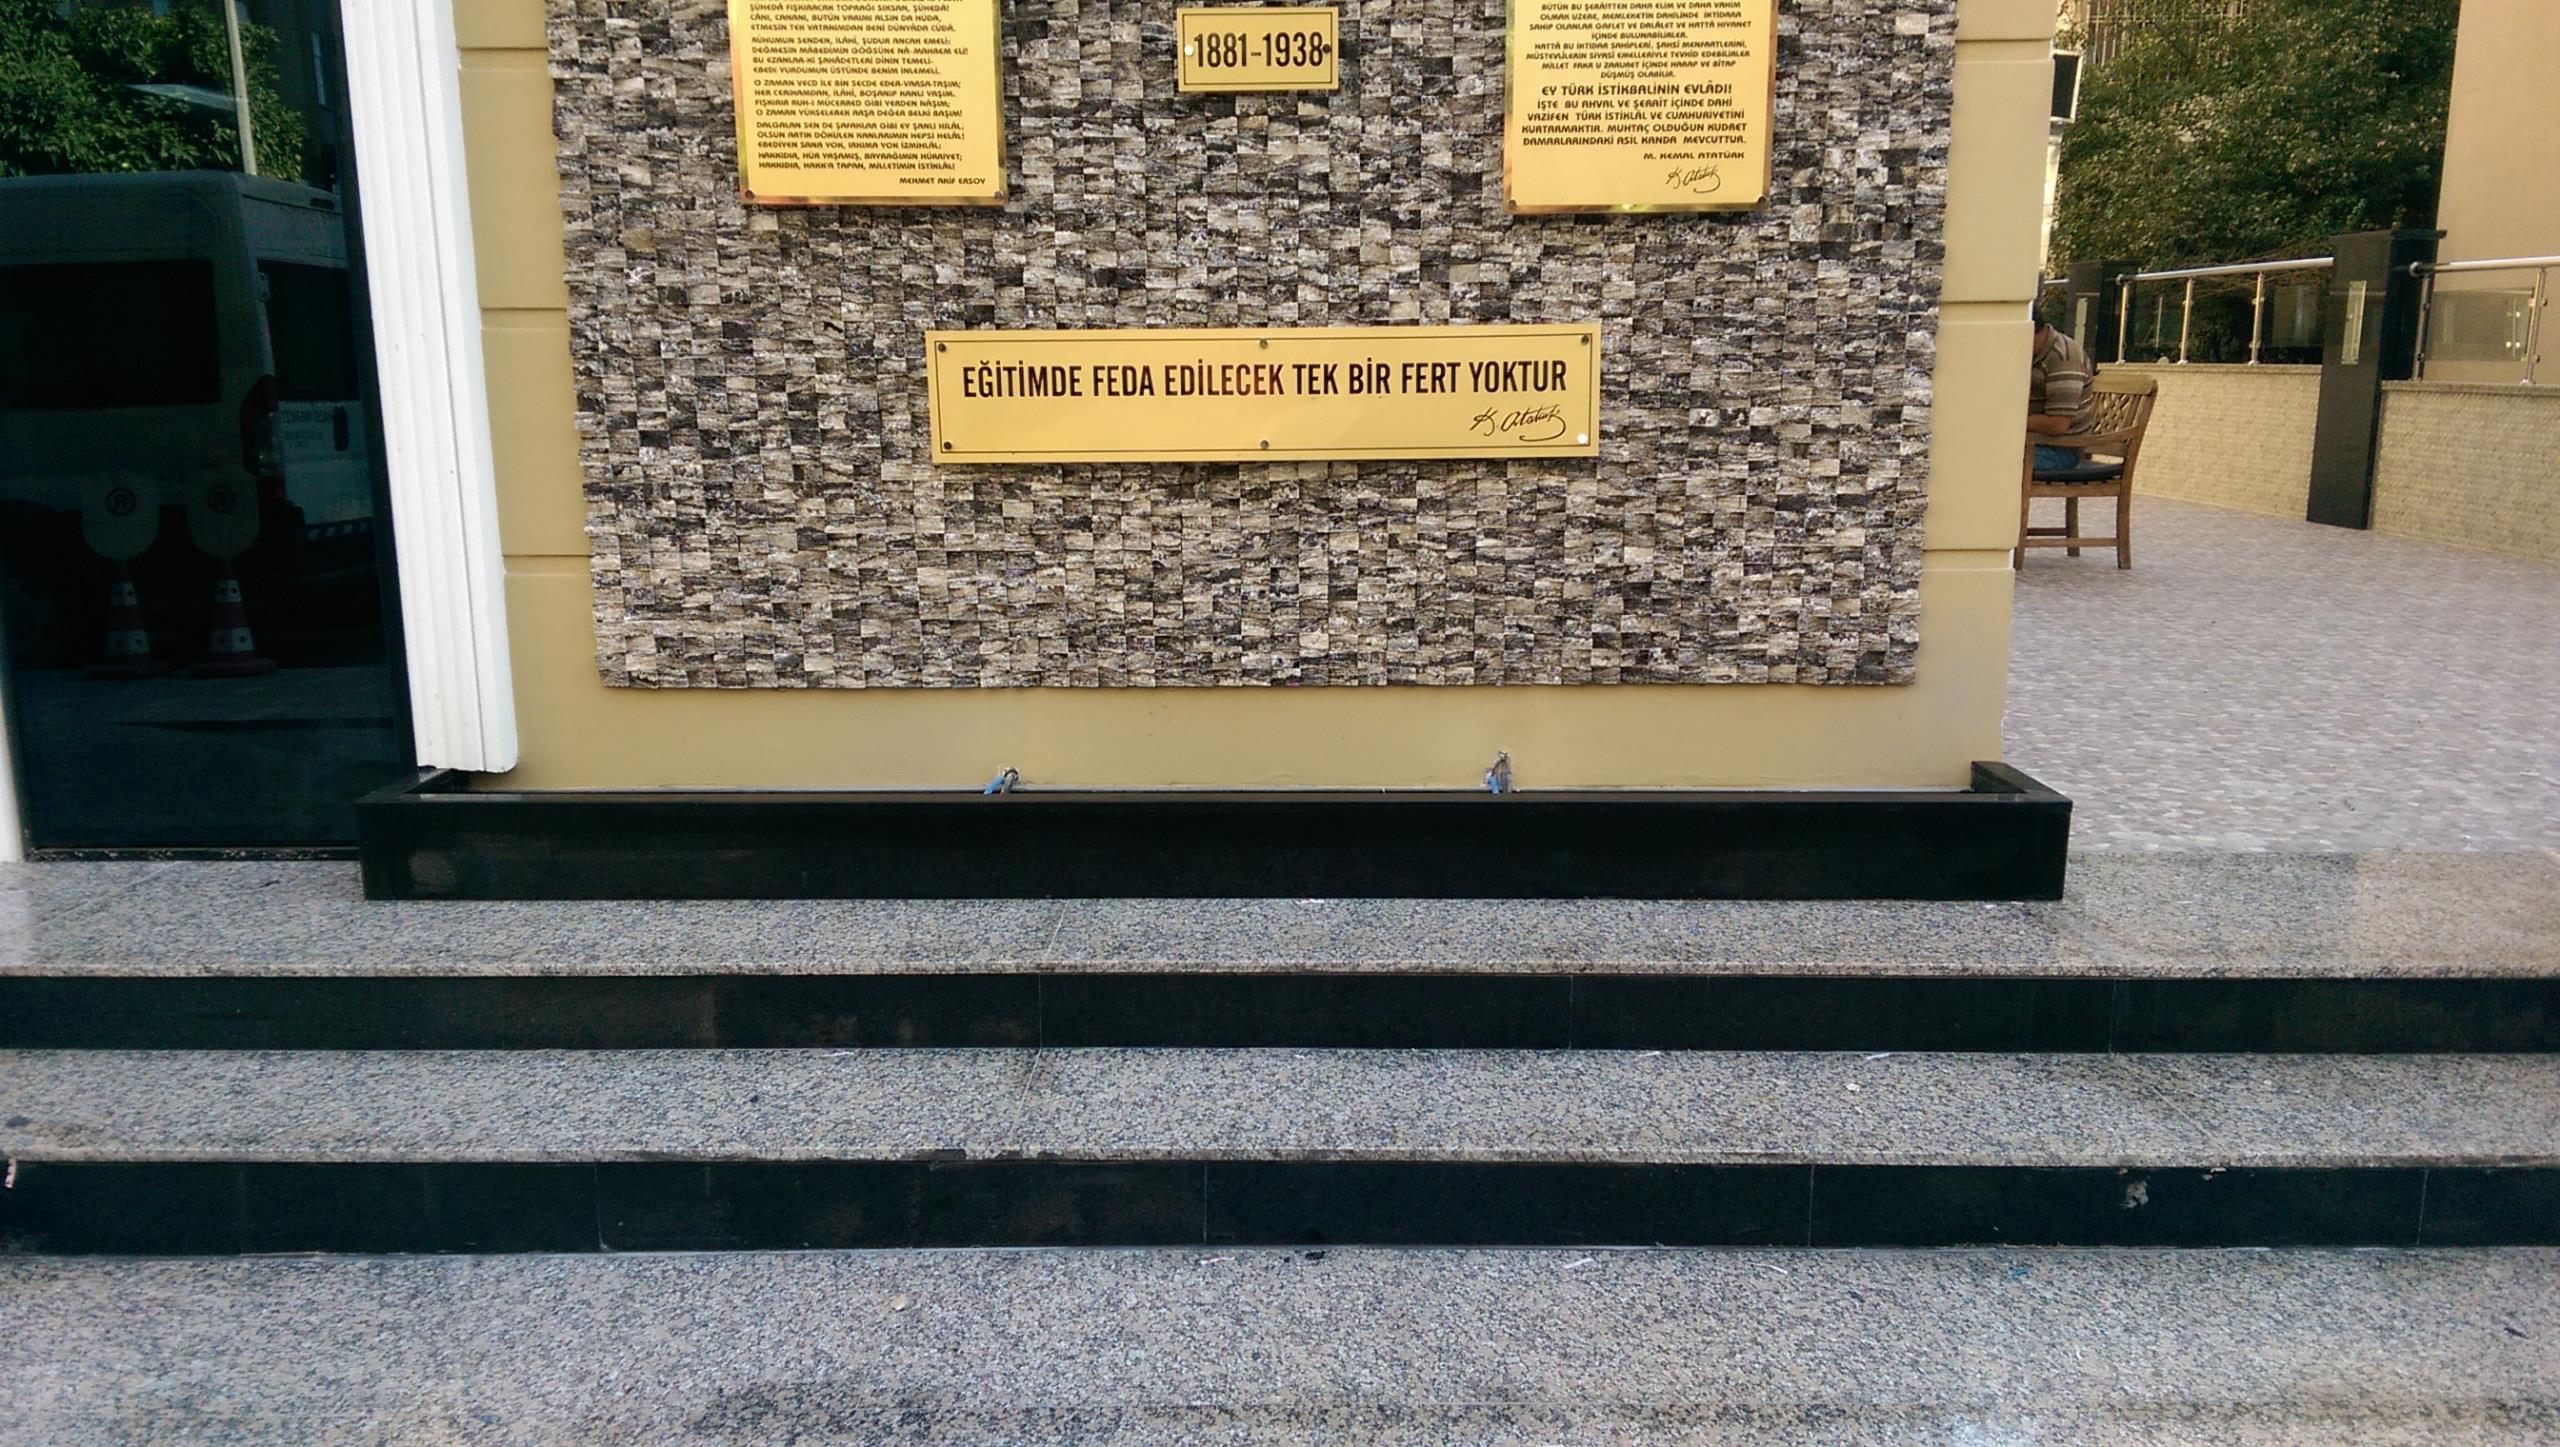 ŞÜHEDÂ FIŞKIRACAK TOPRAĞI SIKSAN, ŞÜHEDÂ!
CÂNI, CANANI, BÜTÜN VARIMI ALSIN DA HÜDA,
ETMESİN TEK VATANIMDAN BENİ DÜNYÂDA CÜDÂ.
RÛHUMUN SENDEN, İLÂHİ, ŞUDUR ANCAK EMELİ:
DEĞMESİN MÂBEDİMİN GÖĞSÜNE NÂ-MAHREM ELİ!
BU EZANLAR-Kİ ŞAHÂDETLERİ DİNİN TEMELİ-
EBEDİ YURDUMUN ÜSTÜNDE BENİM İNLEMELİ.
O ZAMAN VECD İLE BİN SECDE EDER-VARSA-TAŞIM;
HER CERİHAMDAN, İLÂHİ, BOŞANIP KANLI YAŞIM.
FIŞKIRIR RUH-I MÜCERRED GİBİ YERDEN NÂŞIM;
O ZAMAN YÜKSELEREK ARŞA DEĞER BELKİ BAŞIM!
DALGALAN SEN DE ŞAFAKLAR GİBİ EY ŞANLI HİLÂL;
OLSUN ARTIK DÖKÜLEN KANLARIMIN HEPSİ HELÂL!
EBEDİYEN SANA YOK, IRKIMA YOK İZMİHLÂL:
HAKKIDIR, HÜR YAŞAMIŞ, BAYRAĞIMIN HÜRRİYET;
HAKKIDIR, HAKK'A TAPAN, MİLLETİMİN İSTİKLÂL!
MEHMET AKİF ERSOY
1881-1938
BÜTÜN BU ŞERAİTTEN DAHA ELİM VE DAHA VAHİM
OLMAK ÜZERE, MEMLEKETİN DAHİLİNDE İKTİDARA
SAHİP OLANLAR GAFLET VE DALÂLET VE HATTÂ HIYANET
İÇİNDE BULUNABİLİRLER.
HATTÂ BU İKTİDAR SAHİPLERİ, ŞAHSİ MENFAATLERİNİ,
MÜSTEVLİLERİN SİYASİ EMELLERİYLE TEVHİD EDEBİLİRLER
MİLLET FAKR U ZARURET İÇİNDE HARAP VE BİTAP
DÜŞMÜŞ OLABİLİR.
EY TÜRK İSTİKBALİNİN EVLÂDI!
İŞTE BU AHVAL VE ŞERAİT İÇİNDE DAHİ
VAZİFEN TÜRK İSTİKLÂL VE CUMHURİYETİNİ
KURTARMAKTIR. MUHTAÇ OLDUĞUN KUDRET
DAMARLARINDAKİ ASİL KANDA MEVCUTTUR.
M. KEMAL ATATÜRK
K. Atatürk
EĞİTİMDE FEDA EDİLECEK TEK BİR FERT YOKTUR
K. Atatürk